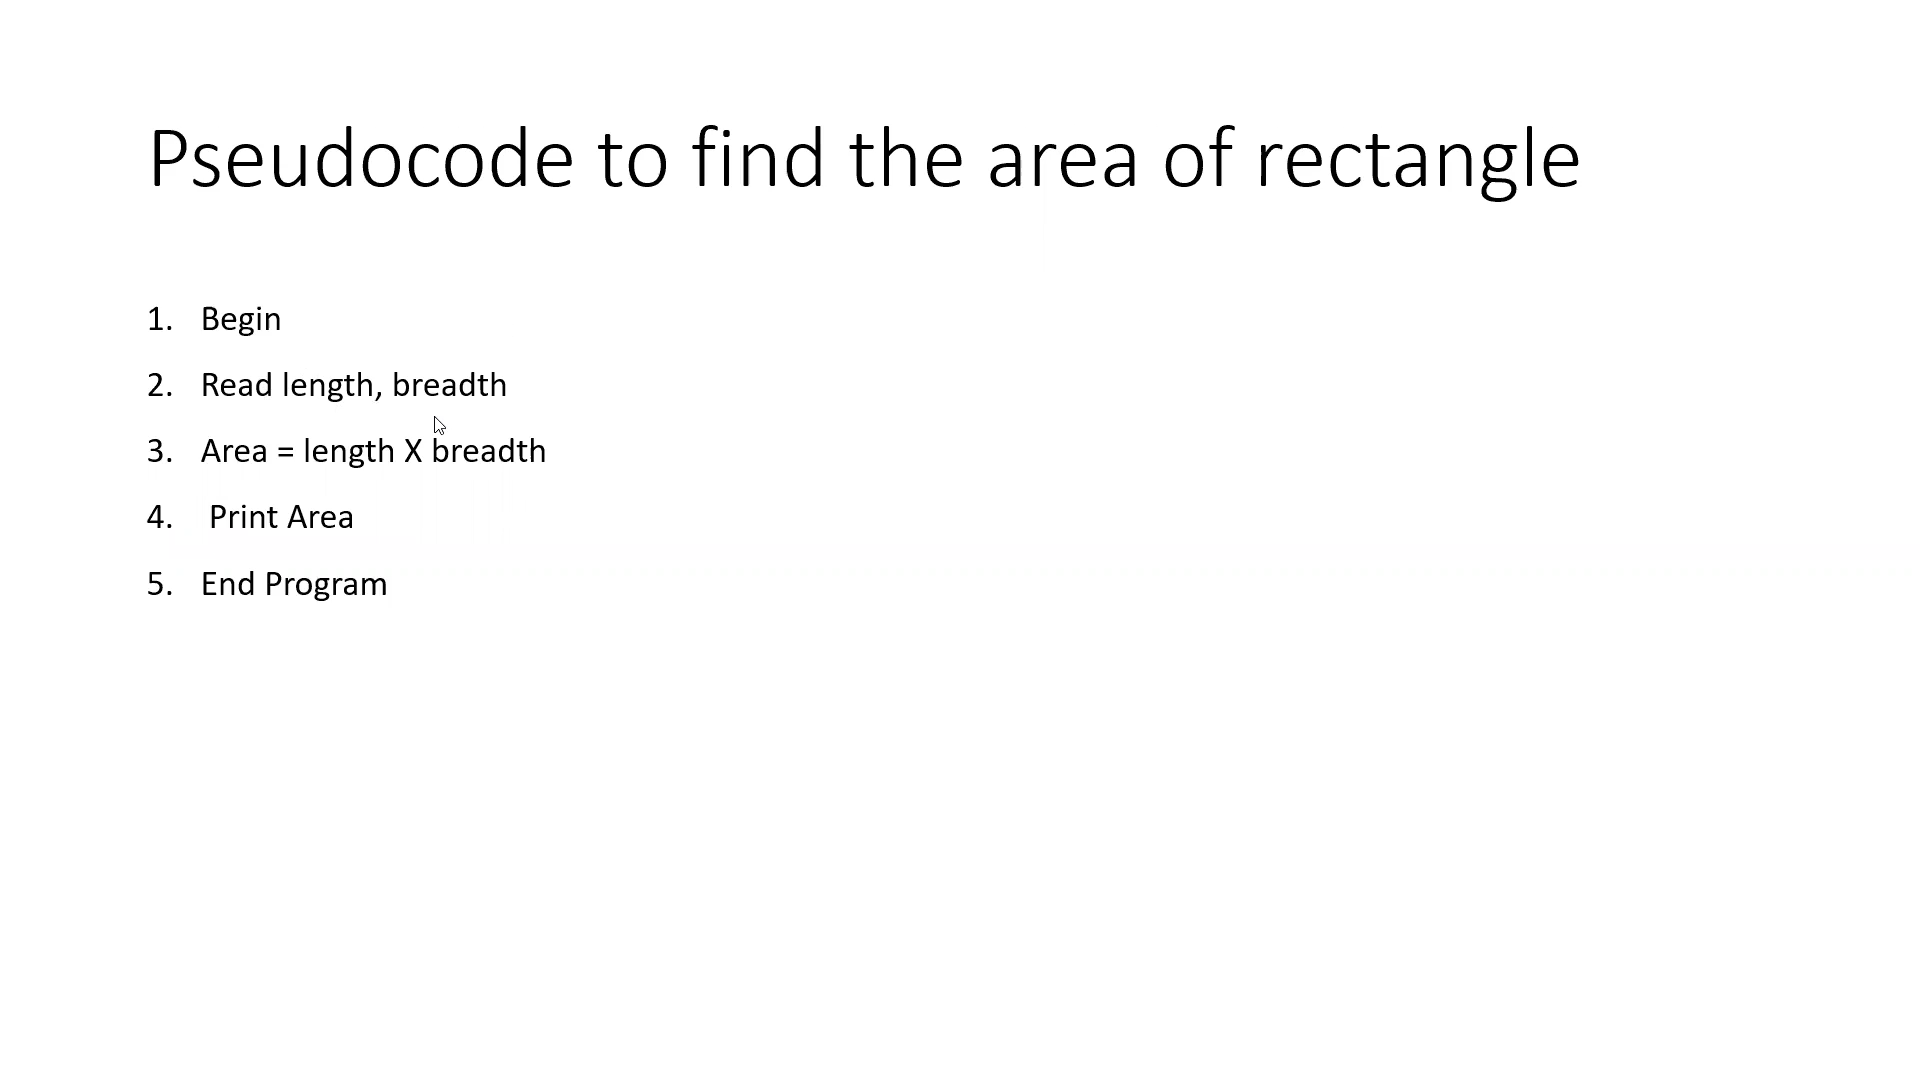 Pseudocode to find the area of rectangle
1. Begin
2. Read length, breadth
3. Area = length X breadth
4. Print Area
5. End Program